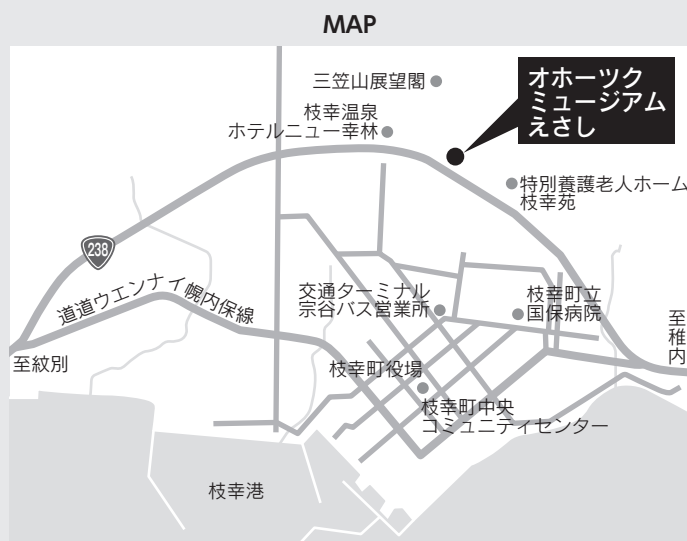 MAP
三笠山展望閣
オホーツク
ミュージアム
えさし
枝幸温泉
ホテルニュー幸林
特別養護老人ホーム
枝幸苑
238
道道ウエンナイ幌内保線
交通ターミナル
宗谷バス営業所
枝幸町立
国保病院
至稚内
至紋別
枝幸町役場
枝幸町中央
コミュニティセンター
枝幸港